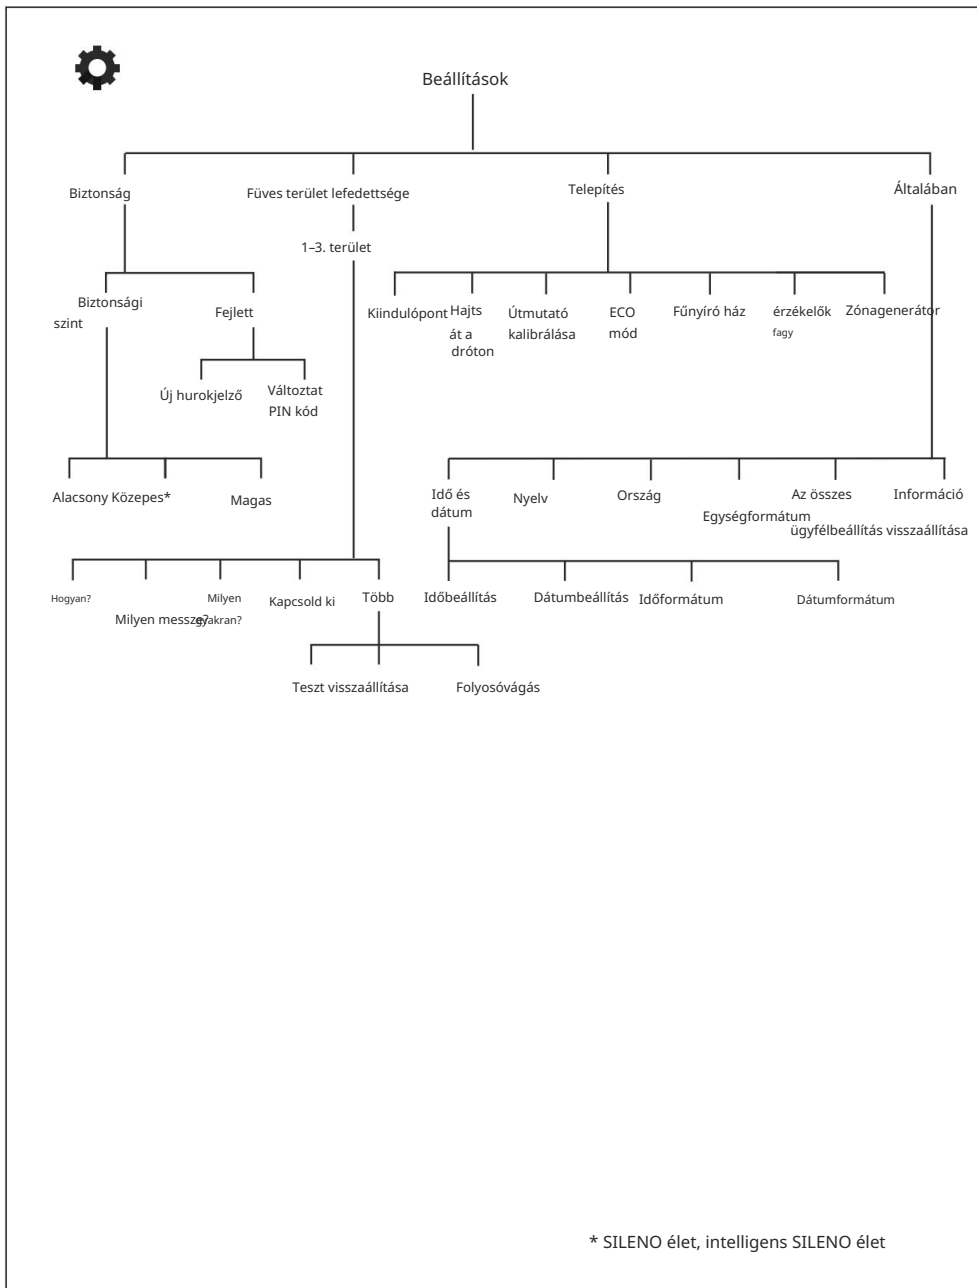 Beállítások
Biztonság
Füves terület lefedettsége
Telepítés
Általában
1–3. terület
Biztonsági
szint
Fejlett
Kiindulópont
Hajts
át a
dróton
Útmutató
kalibrálása
ECO
mód
Fűnyíró ház
érzékelők
fagy
Zónagenerátor
Új hurokjelző
Változtat
PIN kód
Alacsony Közepes*
Magas
Idő és
dátum
Nyelv
Ország
Egységformátum
Az összes
ügyfélbeállítás visszaállítása
Információ
Hogyan?
Milyen messze?
Milyen
gyakran?
Kapcsold ki
Több
Időbeállítás
Dátumbeállítás
Időformátum
Dátumformátum
Teszt visszaállítása
Folyosóvágás
* SILENO élet, intelligens SILENO élet